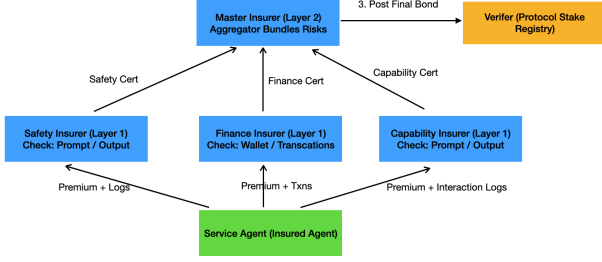 Master Insurer (Layer 2)
Aggregator Bundles Risks
3. Post Final Bond
Verifer (Protocol Stake
Registry)
Safety Cert
Finance Cert
Capability Cert
Safety Insurer (Layer 1)
Check: Prompt / Output
Finance Insurer (Layer 1)
Check: Wallet / Transcations
Capability Insurer (Layer 1)
Check: Prompt / Output
Premium + Logs
Premium + Txns
Premium + Interaction Logs
Service Agent (Insured Agent)